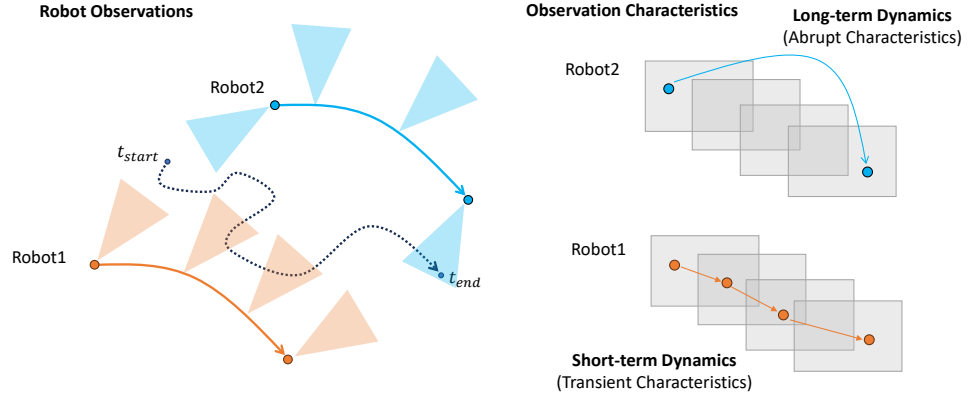 Robot Observations
Robot2
t_start
Robot1
t_end
Observation Characteristics
Long-term Dynamics
(Abrupt Characteristics)
Robot2
Robot1
Short-term Dynamics
(Transient Characteristics)